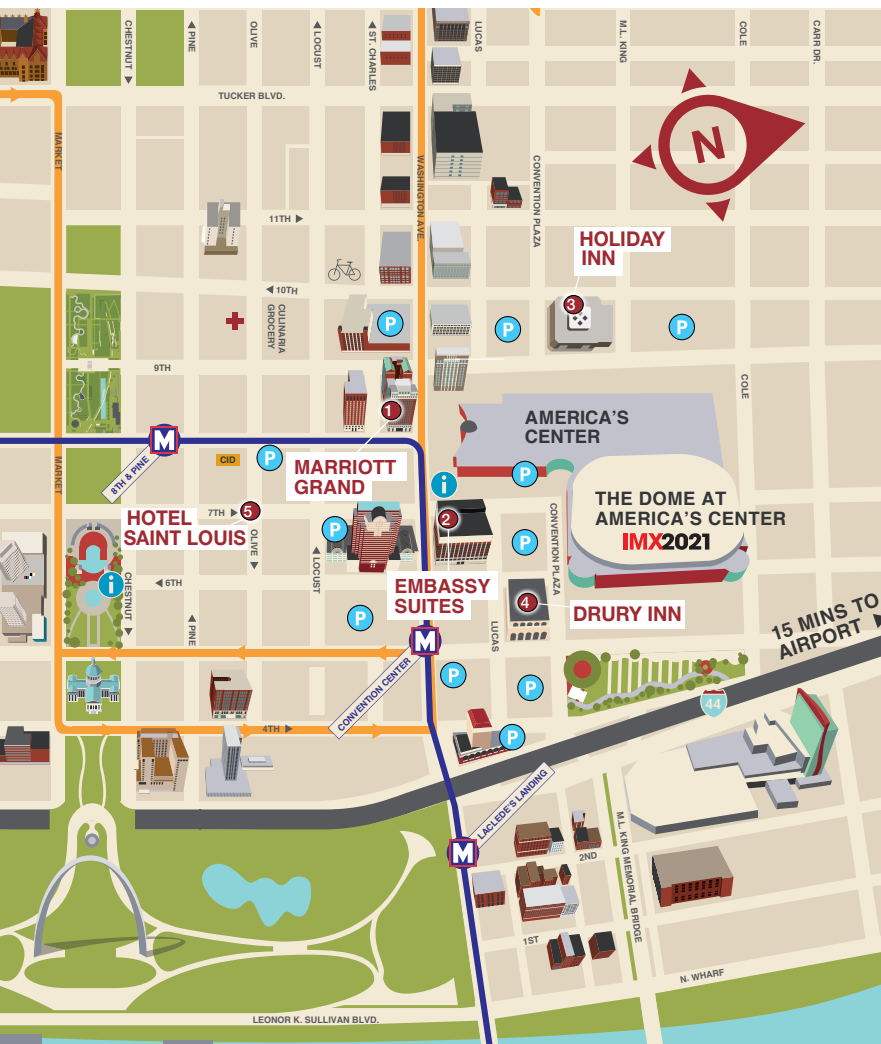 CHESTNUT
PINE
OLIVE
LOCUST
ST. CHARLES
LUCAS
M.L. KING
COLE
CARR DR.
TUCKER BLVD.
N
MARKET
WASHINGTON AVE.
CONVENTION PLAZA
11TH
HOLIDAY
INN
3
10TH
CULINARIA
GROCERY
P
P
P
9TH
COLE
1
AMERICA'S
CENTER
M
8TH & PINE
CID
P
MARRIOTT
GRAND
MARKET
P
i
THE DOME AT
AMERICA'S CENTER
IMX2021
HOTEL
SAINT LOUIS
7TH
5
OLIVE
P
2
P
CONVENTION PLAZA
LOCUST
i
CHESTNUT
6TH
EMBASSY
SUITES
4
DRURY INN
PINE
P
M
LUCAS
15 MINS TO
AIRPORT
CONVENTION CENTER
P
P
44
4TH
P
LACLEDE'S LANDING
M
2ND
M.L. KING MEMORIAL BRIDGE
1ST
N. WHARF
LEONOR K. SULLIVAN BLVD.